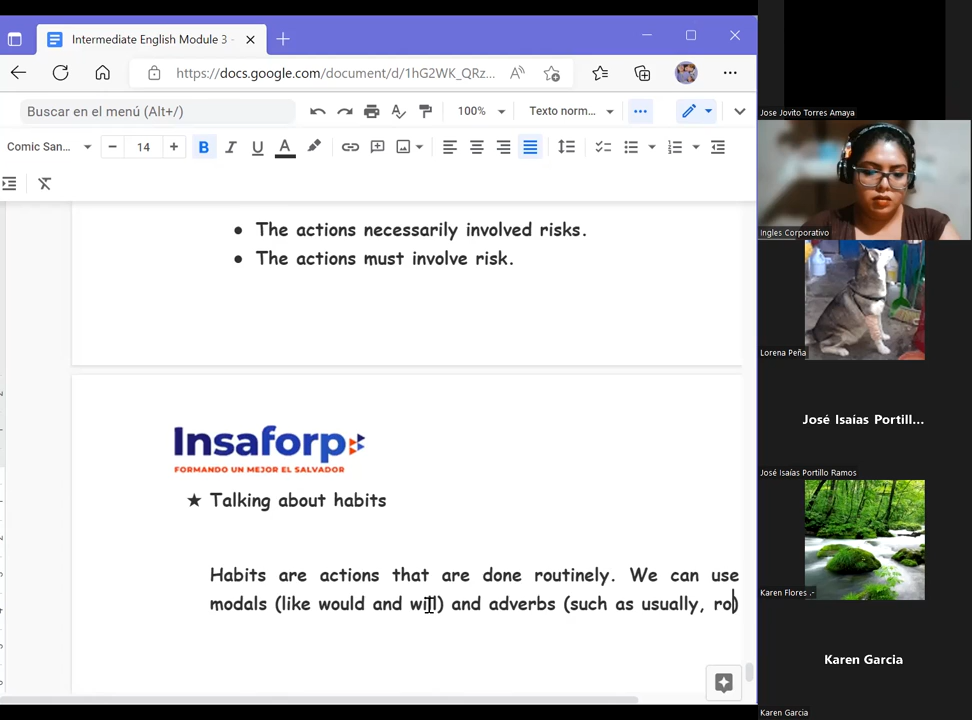 Intermediate English Module 3 -
https://docs.google.com/document/d/1hG2WK_QRz...
Buscar en el menú (Alt+/)
100%
Texto norm...
Comic San...
14
B I U A
● The actions necessarily involved risks.
● The actions must involve risk.
Insaforp
FORMANDO UN MEJOR EL SALVADOR
★ Talking about habits
Habits are actions that are done routinely. We can use
modals (like would and will) and adverbs (such as usually, ro)
Jose Jovito Torres Amaya
Ingles Corporativo
Lorena Peña
José Isaías Portill...
José Isaías Portillo Ramos
Karen Flores .-
Karen Garcia
Karen Garcia